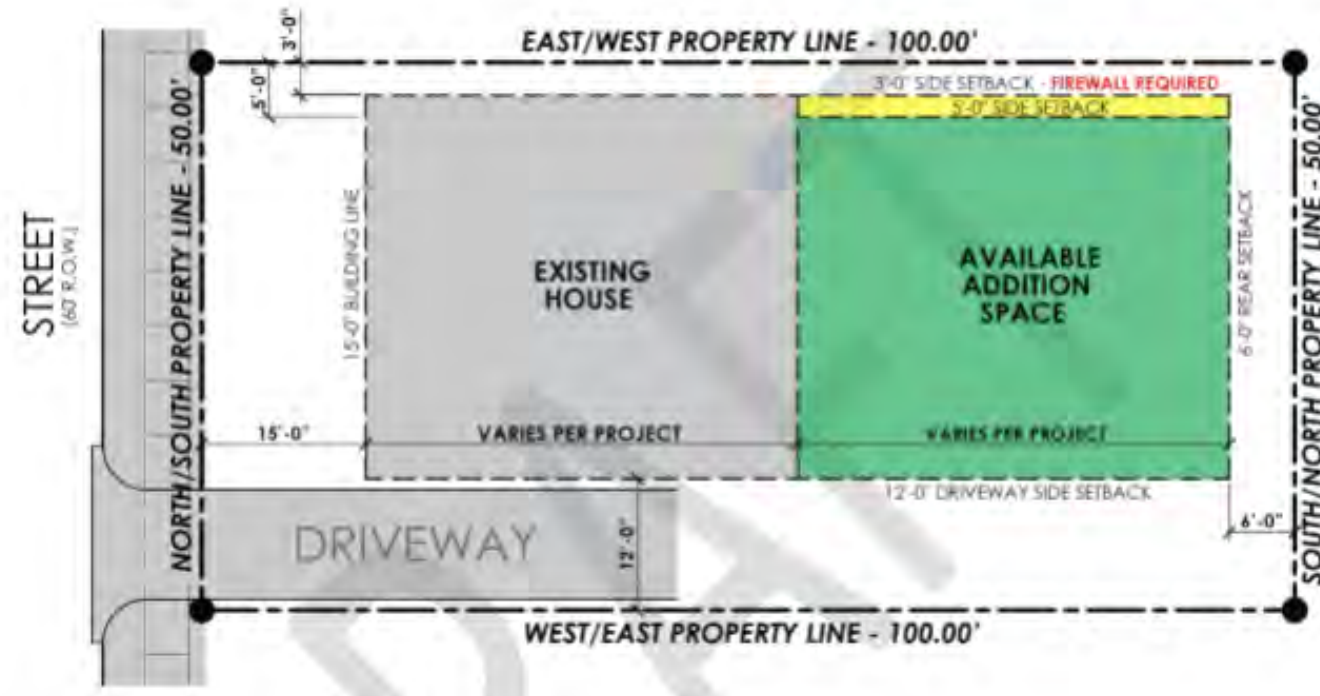 EAST/WEST PROPERTY LINE - 100.00'
3'-0"
5'-0"
3'-0" SIDE SETBACK - FIREWALL REQUIRED
5'-0" SIDE SETBACK
STREET
(60' R.O.W.)
NORTH/SOUTH PROPERTY LINE - 50.00'
15'-0" BUILDING LINE
EXISTING
HOUSE
AVAILABLE
ADDITION
SPACE
6'-0" REAR SETBACK
SOUTH/NORTH PROPERTY LINE - 50.00'
15'-0"
VARIES PER PROJECT
VARIES PER PROJECT
12'-0" DRIVEWAY SIDE SETBACK
DRIVEWAY
12'-0"
6'-0"
WEST/EAST PROPERTY LINE - 100.00'